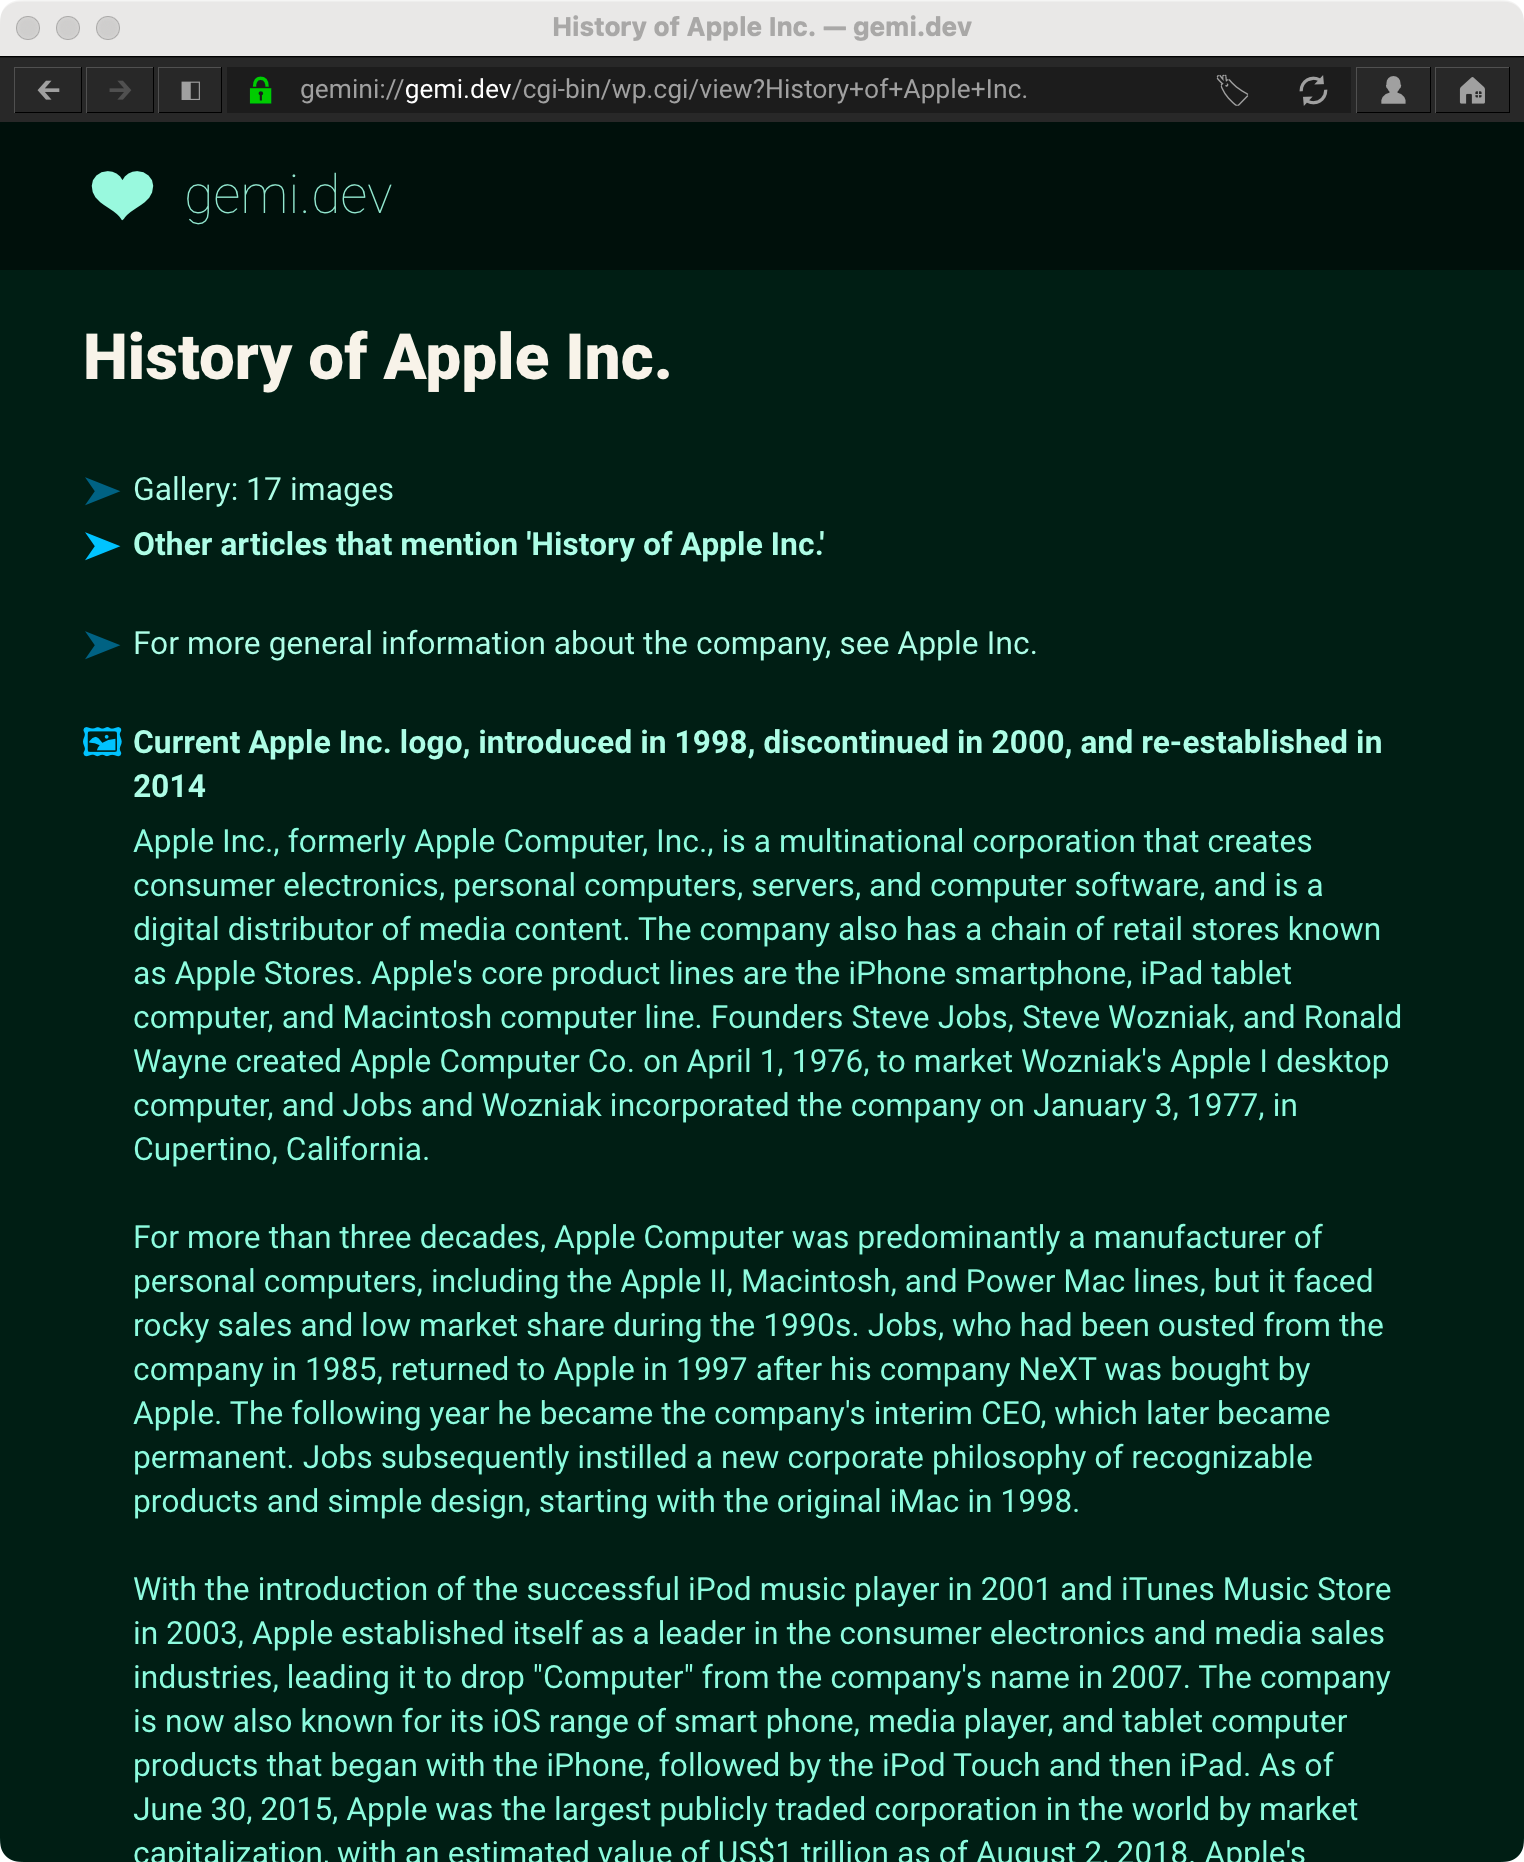 History of Apple Inc. — gemi.dev
gemini://gemi.dev/cgi-bin/wp.cgi/view?History+of+Apple+Inc.
gemi.dev
History of Apple Inc.
Gallery: 17 images
Other articles that mention 'History of Apple Inc.'
For more general information about the company, see Apple Inc.
Current Apple Inc. logo, introduced in 1998, discontinued in 2000, and re-established in
2014
Apple Inc., formerly Apple Computer, Inc., is a multinational corporation that creates
consumer electronics, personal computers, servers, and computer software, and is a
digital distributor of media content. The company also has a chain of retail stores known
as Apple Stores. Apple's core product lines are the iPhone smartphone, iPad tablet
computer, and Macintosh computer line. Founders Steve Jobs, Steve Wozniak, and Ronald
Wayne created Apple Computer Co. on April 1, 1976, to market Wozniak's Apple I desktop
computer, and Jobs and Wozniak incorporated the company on January 3, 1977, in
Cupertino, California.
For more than three decades, Apple Computer was predominantly a manufacturer of
personal computers, including the Apple II, Macintosh, and Power Mac lines, but it faced
rocky sales and low market share during the 1990s. Jobs, who had been ousted from the
company in 1985, returned to Apple in 1997 after his company NeXT was bought by
Apple. The following year he became the company's interim CEO, which later became
permanent. Jobs subsequently instilled a new corporate philosophy of recognizable
products and simple design, starting with the original iMac in 1998.
With the introduction of the successful iPod music player in 2001 and iTunes Music Store
in 2003, Apple established itself as a leader in the consumer electronics and media sales
industries, leading it to drop "Computer" from the company's name in 2007. The company
is now also known for its iOS range of smart phone, media player, and tablet computer
products that began with the iPhone, followed by the iPod Touch and then iPad. As of
June 30, 2015, Apple was the largest publicly traded corporation in the world by market
capitalization, with an estimated value of US$1 trillion as of August 2, 2018. Apple's